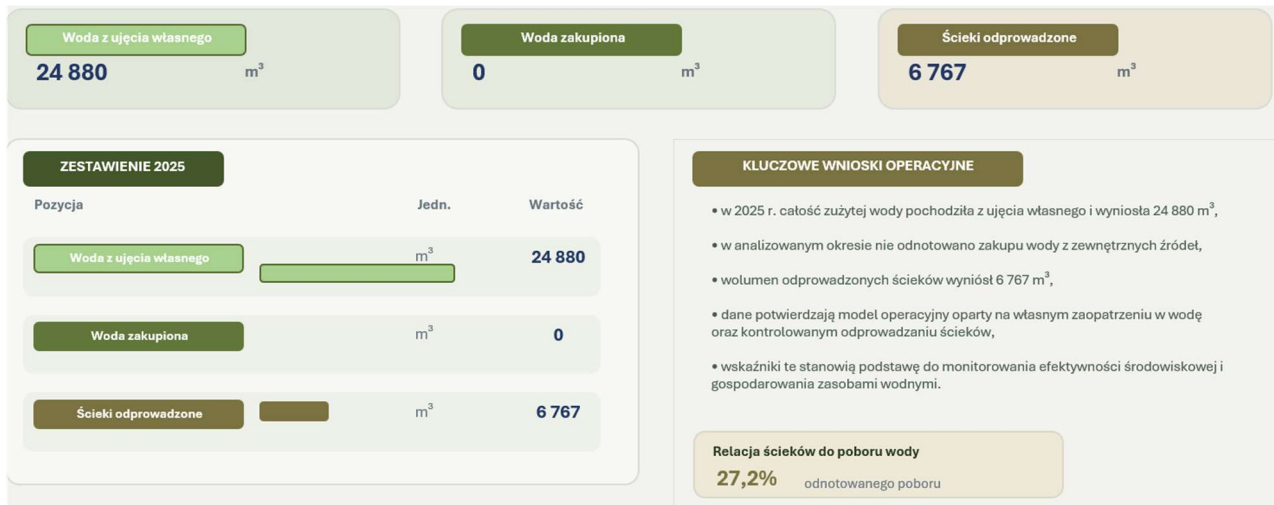 Woda z ujęcia własnego
24 880 m³
Woda zakupiona
0 m³
Ścieki odprowadzone
6 767 m³
ZESTAWIENIE 2025
Pozycja Jedn. Wartość
Woda z ujęcia własnego m³ 24 880
Woda zakupiona m³ 0
Ścieki odprowadzone m³ 6 767
KLUCZOWE WNIOSKI OPERACYJNE
• w 2025 r. całość zużytej wody pochodziła z ujęcia własnego i wyniosła 24 880 m³,
• w analizowanym okresie nie odnotowano zakupu wody z zewnętrznych źródeł,
• wolumen odprowadzonych ścieków wyniósł 6 767 m³,
• dane potwierdzają model operacyjny oparty na własnym zaopatrzeniu w wodę
oraz kontrolowanym odprowadzaniu ścieków,
• wskaźniki te stanowią podstawę do monitorowania efektywności środowiskowej i
gospodarowania zasobami wodnymi.
Relacja ścieków do poboru wody
27,2% odnotowanego poboru